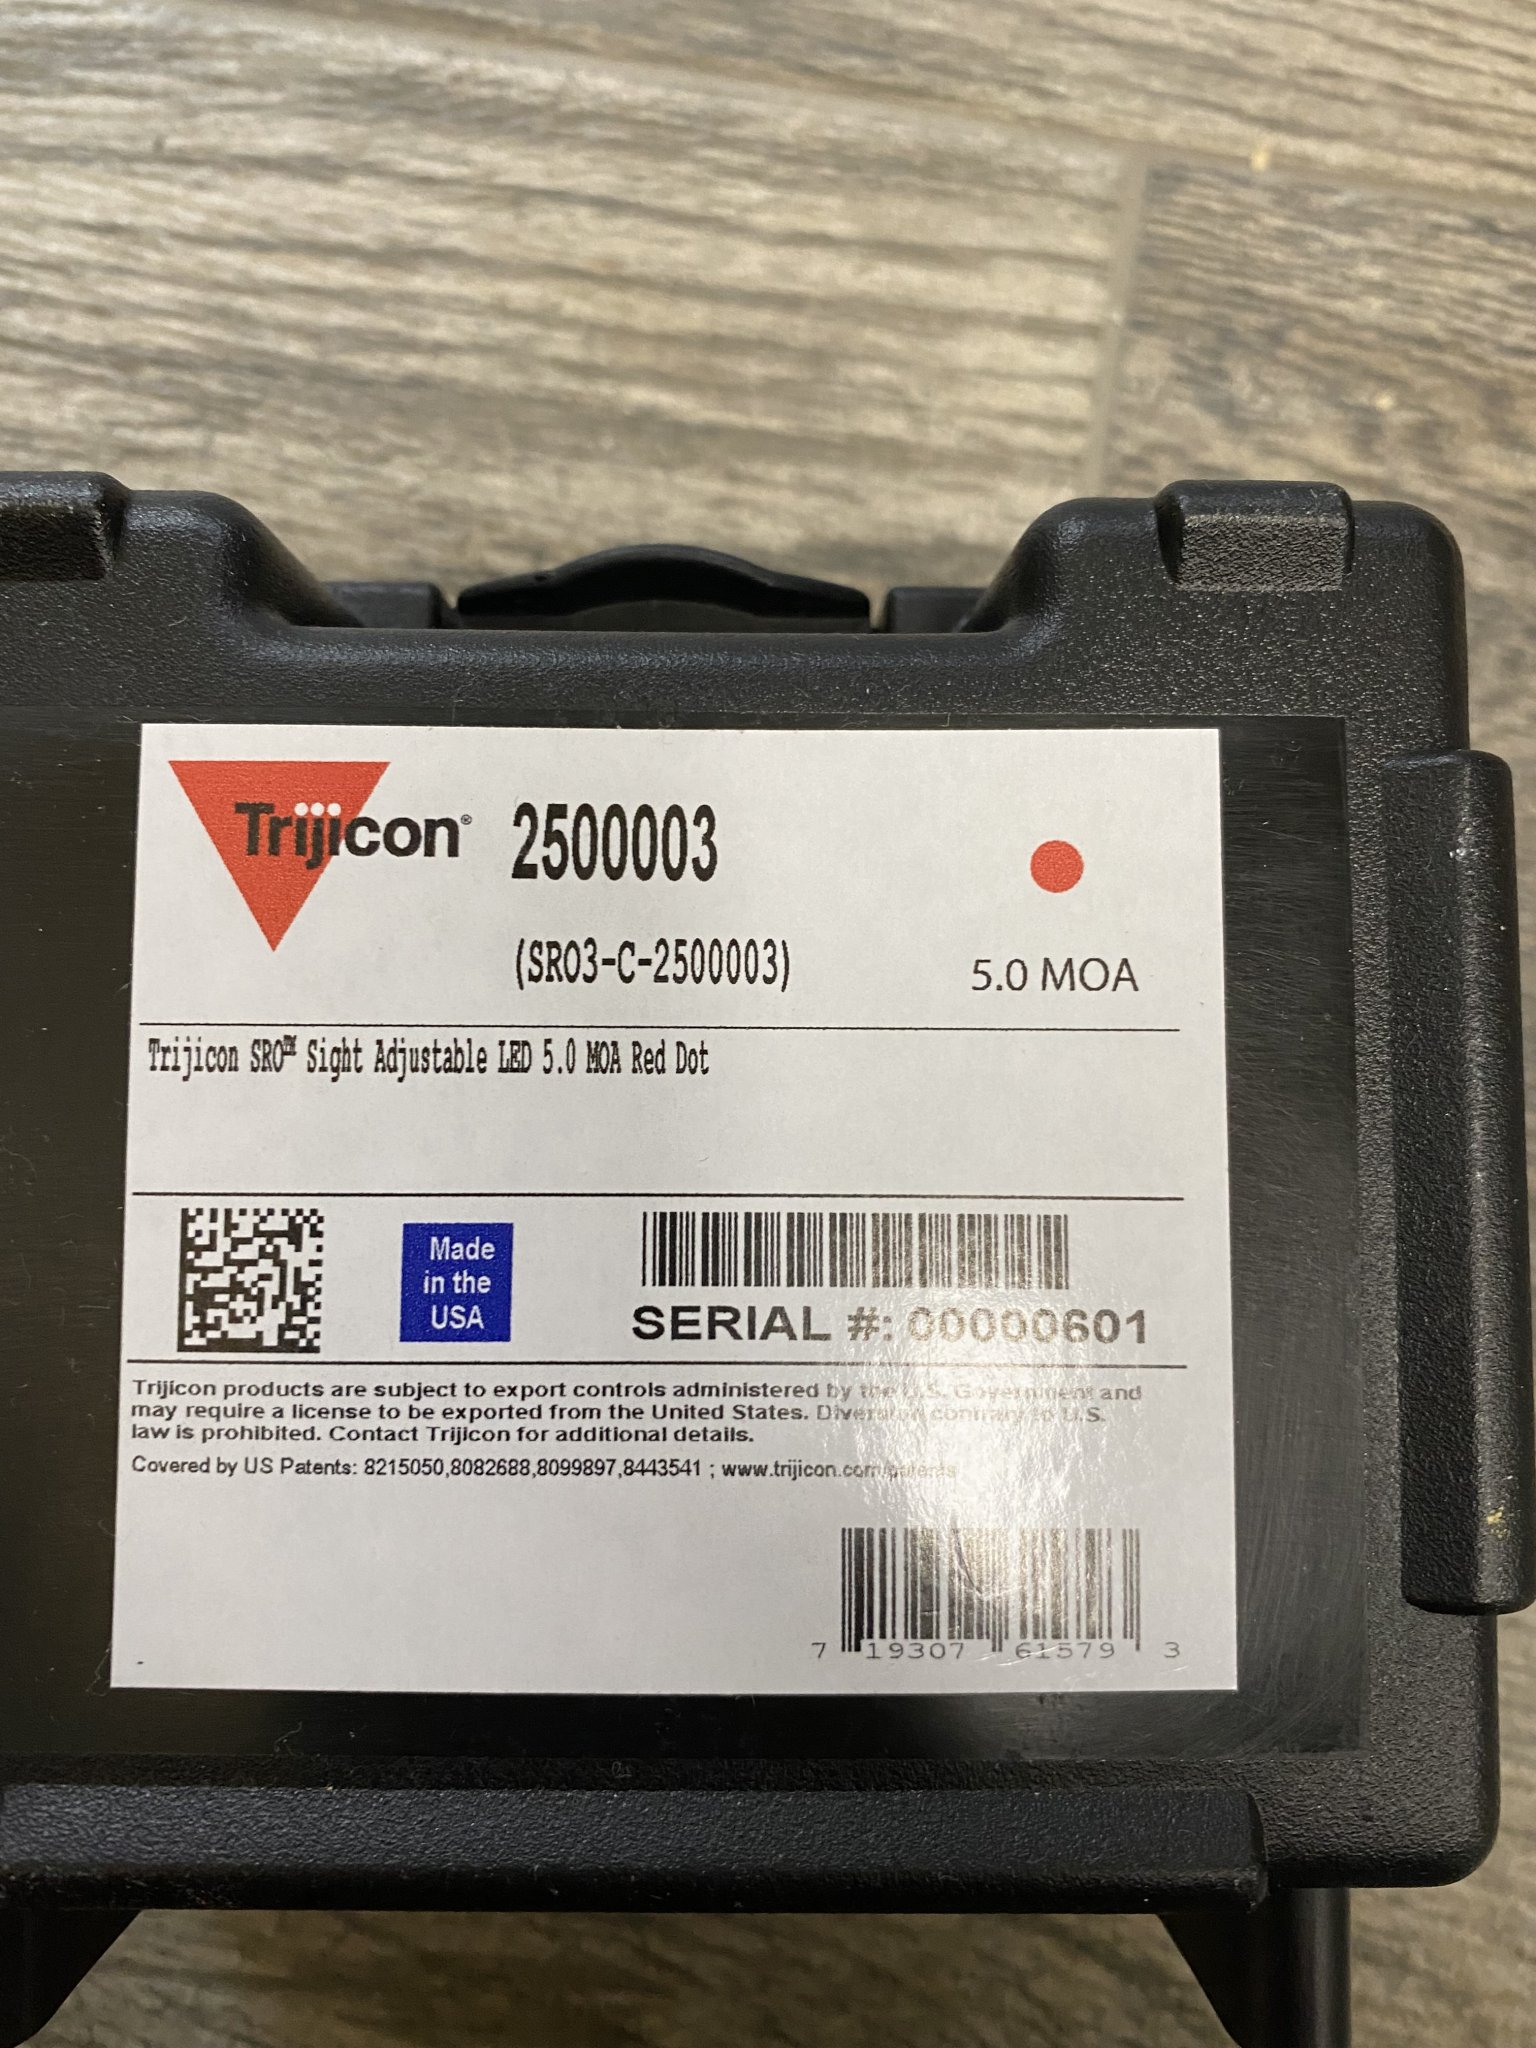 Trijicon®
2500003
(SRO3-C-2500003)
5.0 MOA
Trijicon SRO™ Sight Adjustable LED 5.0 MOA Red Dot
Made
in the
USA
SERIAL #: 00000601
Trijicon products are subject to export controls administered by the U.S. Government and
may require a license to be exported from the United States. Diversion contrary to U.S.
law is prohibited. Contact Trijicon for additional details.
Covered by US Patents: 8215050,8082688,8099897,8443541 ; www.trijicon.com/patents
7 19307 61579 3